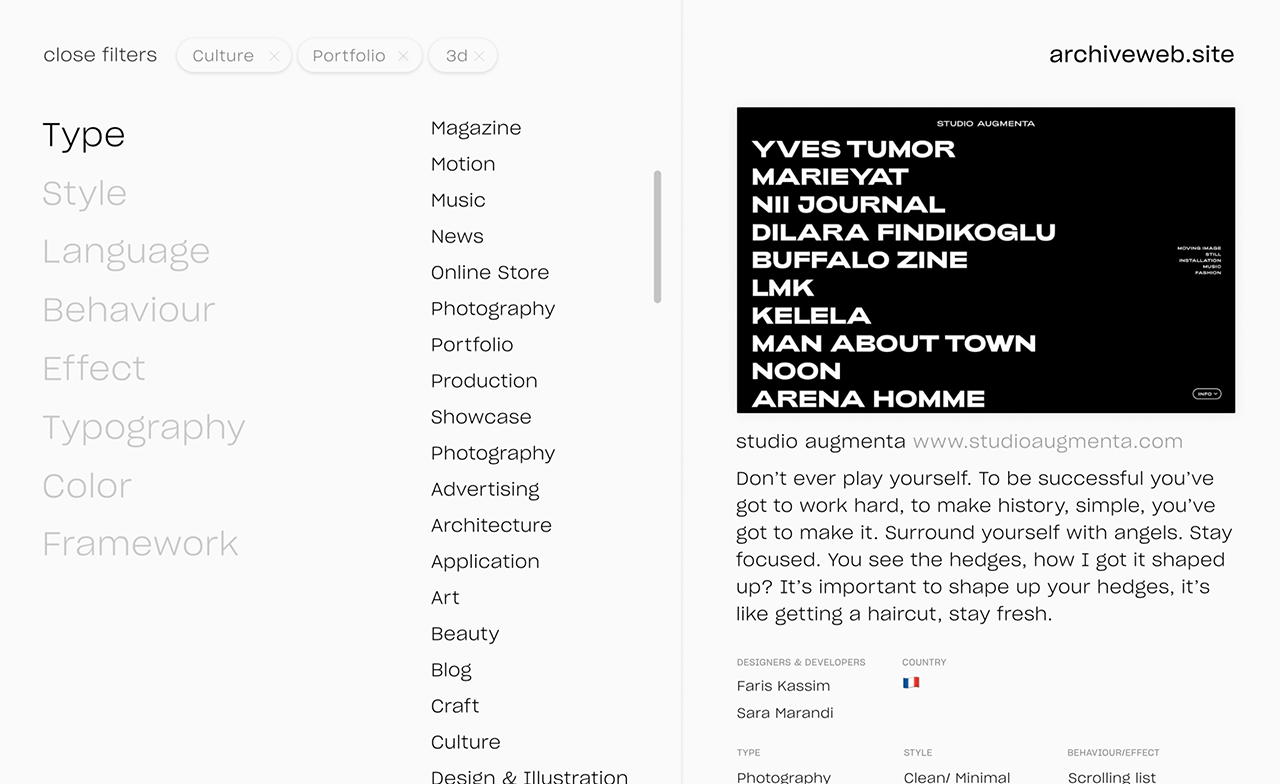 close filters
Culture
Portfolio
3d
Type
Style
Language
Behaviour
Effect
Typography
Color
Framework
Magazine
Motion
Music
News
Online Store
Photography
Portfolio
Production
Showcase
Photography
Advertising
Architecture
Application
Art
Beauty
Blog
Craft
Culture
Design & Illustration
archiveweb.site
STUDIO AUGMENTA
YVES TUMOR
MARIEYAT
NII JOURNAL
DILARA FINDIKOGLU
BUFFALO ZINE
LMK
KELELA
MAN ABOUT TOWN
NOON
ARENA HOMME
MOVING IMAGE
STILL
INSTALLATION
MUSIC
FASHION
INFO
studio augmenta www.studioaugmenta.com
Don’t ever play yourself. To be successful you’ve
got to work hard, to make history, simple, you’ve
got to make it. Surround yourself with angels. Stay
focused. You see the hedges, how I got it shaped
up? It’s important to shape up your hedges, it’s
like getting a haircut, stay fresh.
DESIGNERS & DEVELOPERS
Faris Kassim
Sara Marandi
COUNTRY
TYPE
Photography
STYLE
Clean/ Minimal
BEHAVIOUR/EFFECT
Scrolling list